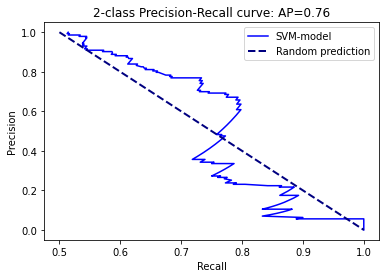 2-class Precision-Recall curve: AP=0.76
SVM-model
Random prediction
Precision
1.0
0.8
0.6
0.4
0.2
0.0
0.5
0.6
0.7
0.8
0.9
1.0
Recall